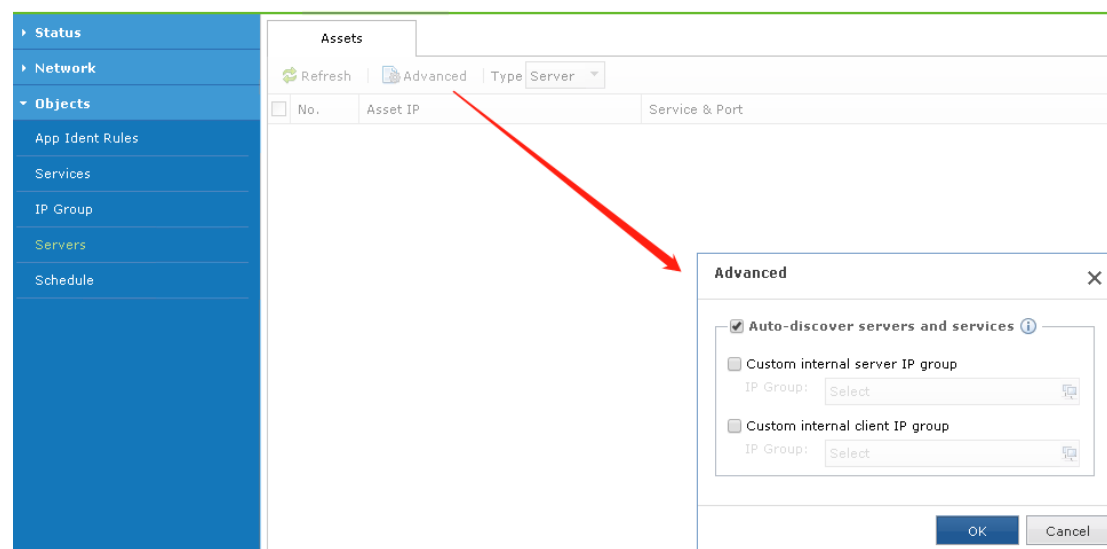 Status
Network
Objects
App Ident Rules
Services
IP Group
Servers
Schedule
Assets
Refresh Advanced Type Server
No. Asset IP Service & Port
Advanced
Auto-discover servers and services
Custom internal server IP group
IP Group: Select
Custom internal client IP group
IP Group: Select
OK Cancel